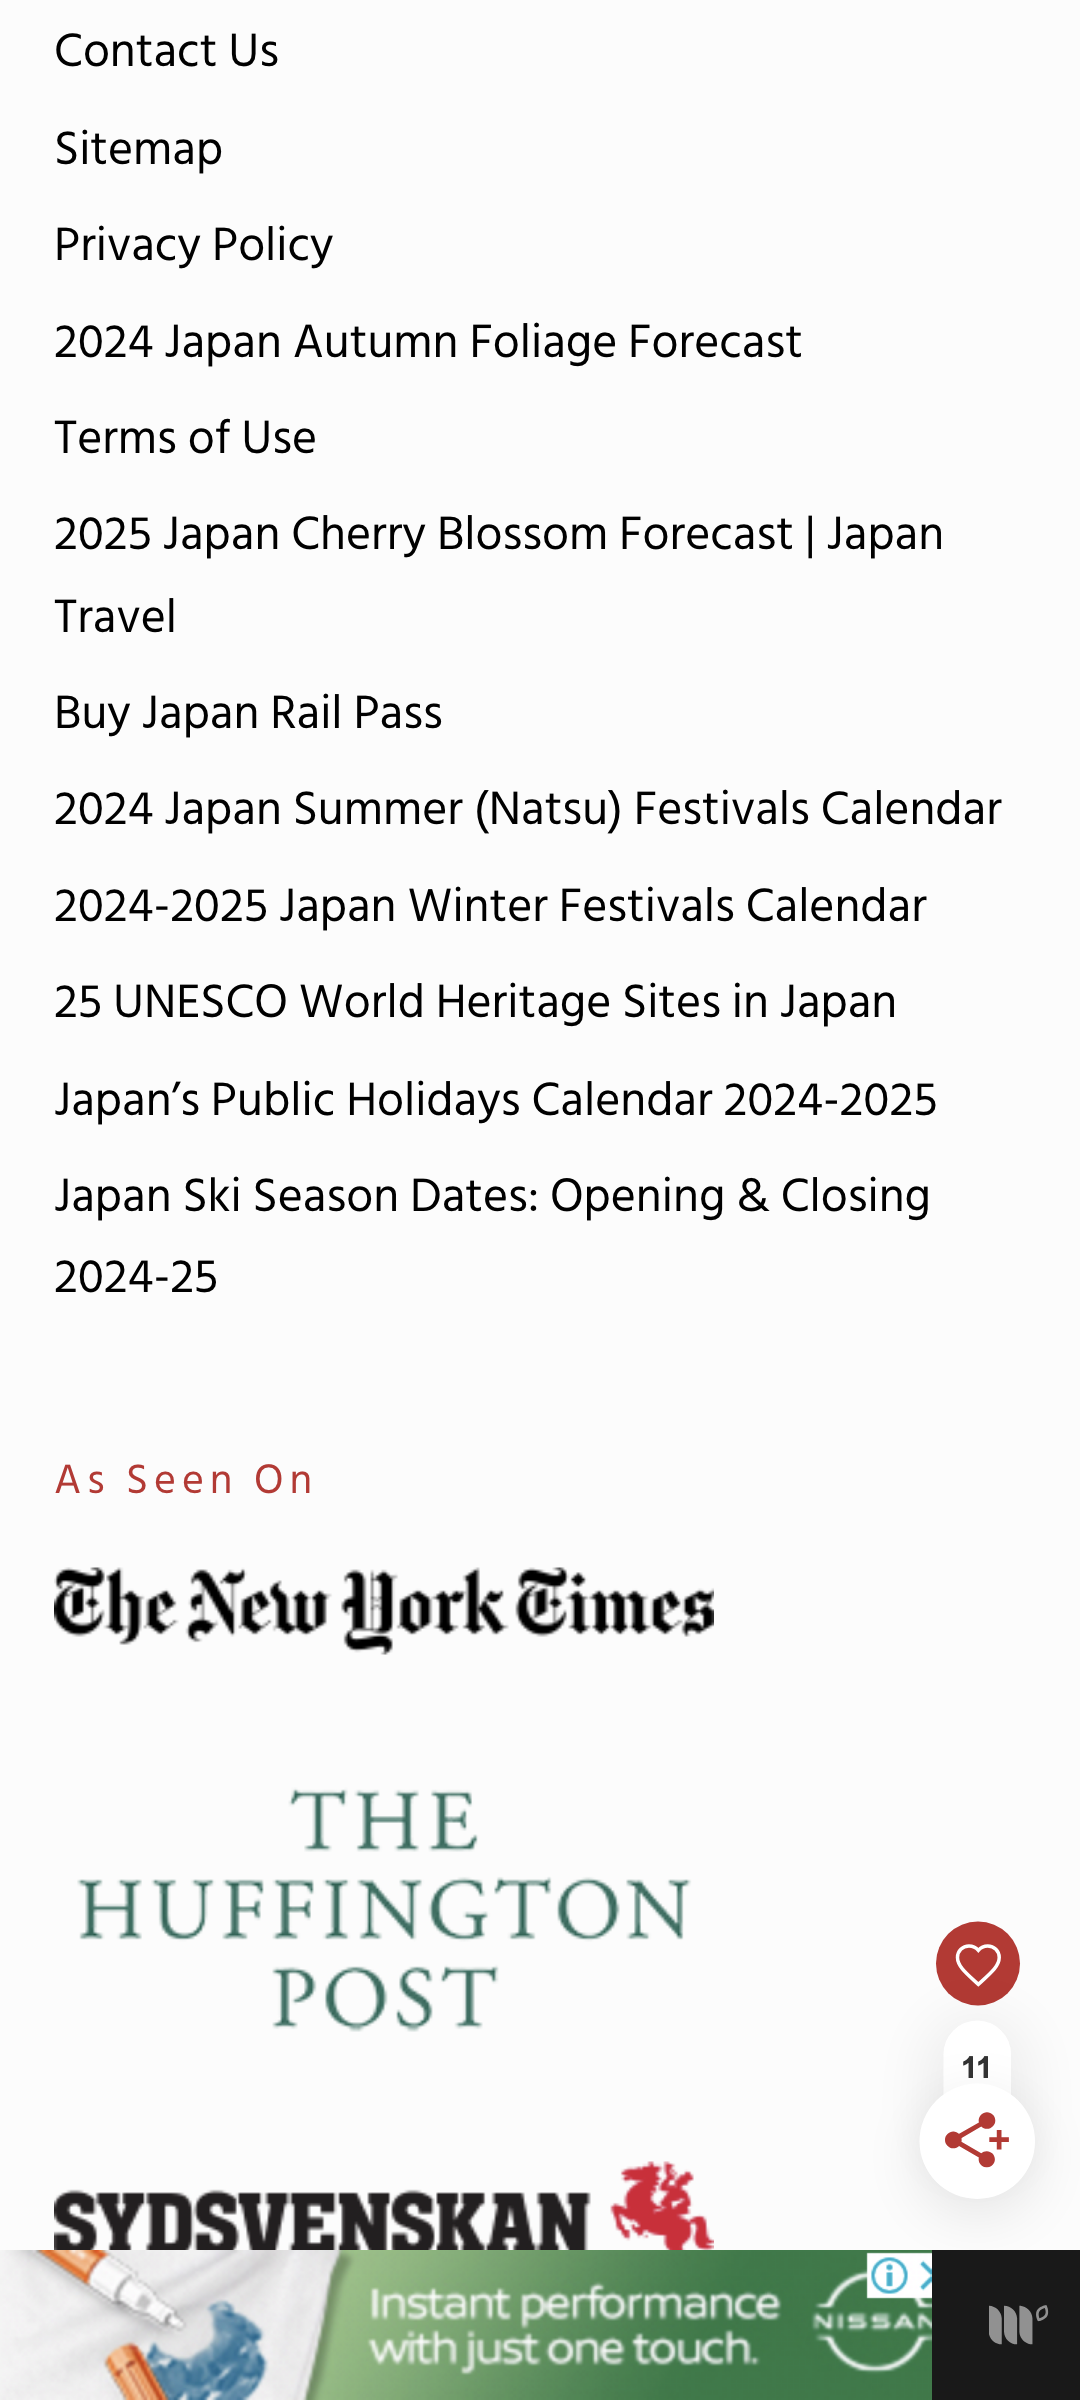 Contact Us
Sitemap
Privacy Policy
2024 Japan Autumn Foliage Forecast
Terms of Use
2025 Japan Cherry Blossom Forecast | Japan
Travel
Buy Japan Rail Pass
2024 Japan Summer (Natsu) Festivals Calendar
2024-2025 Japan Winter Festivals Calendar
25 UNESCO World Heritage Sites in Japan
Japan’s Public Holidays Calendar 2024-2025
Japan Ski Season Dates: Opening & Closing
2024-25
As Seen On
The New York Times
THE
HUFFINGTON
POST
11
SYDSVENSKAN
Instant performance
with just one touch.
NISSAN